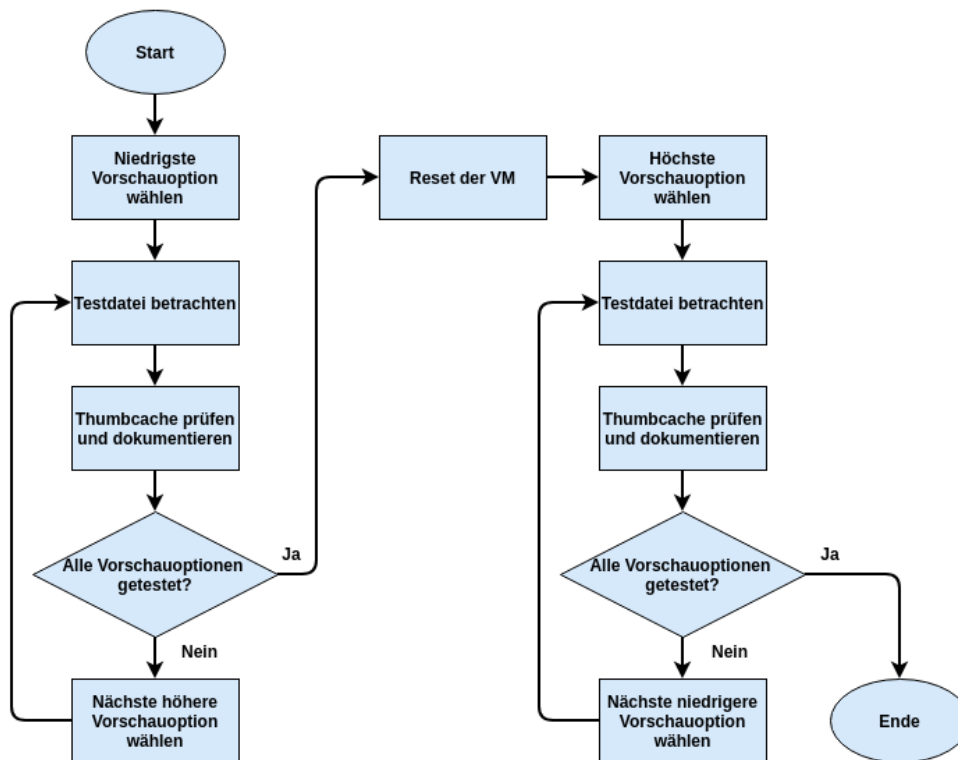 Start
Niedrigste
Vorschauoption
wählen
Testdatei betrachten
Thumbcache prüfen
und dokumentieren
Alle Vorschauoptionen
getestet?
Ja
Nein
Nächste höhere
Vorschauoption
wählen
Reset der VM
Höchste
Vorschauoption
wählen
Testdatei betrachten
Thumbcache prüfen
und dokumentieren
Alle Vorschauoptionen
getestet?
Ja
Nein
Nächste niedrigere
Vorschauoption
wählen
Ende